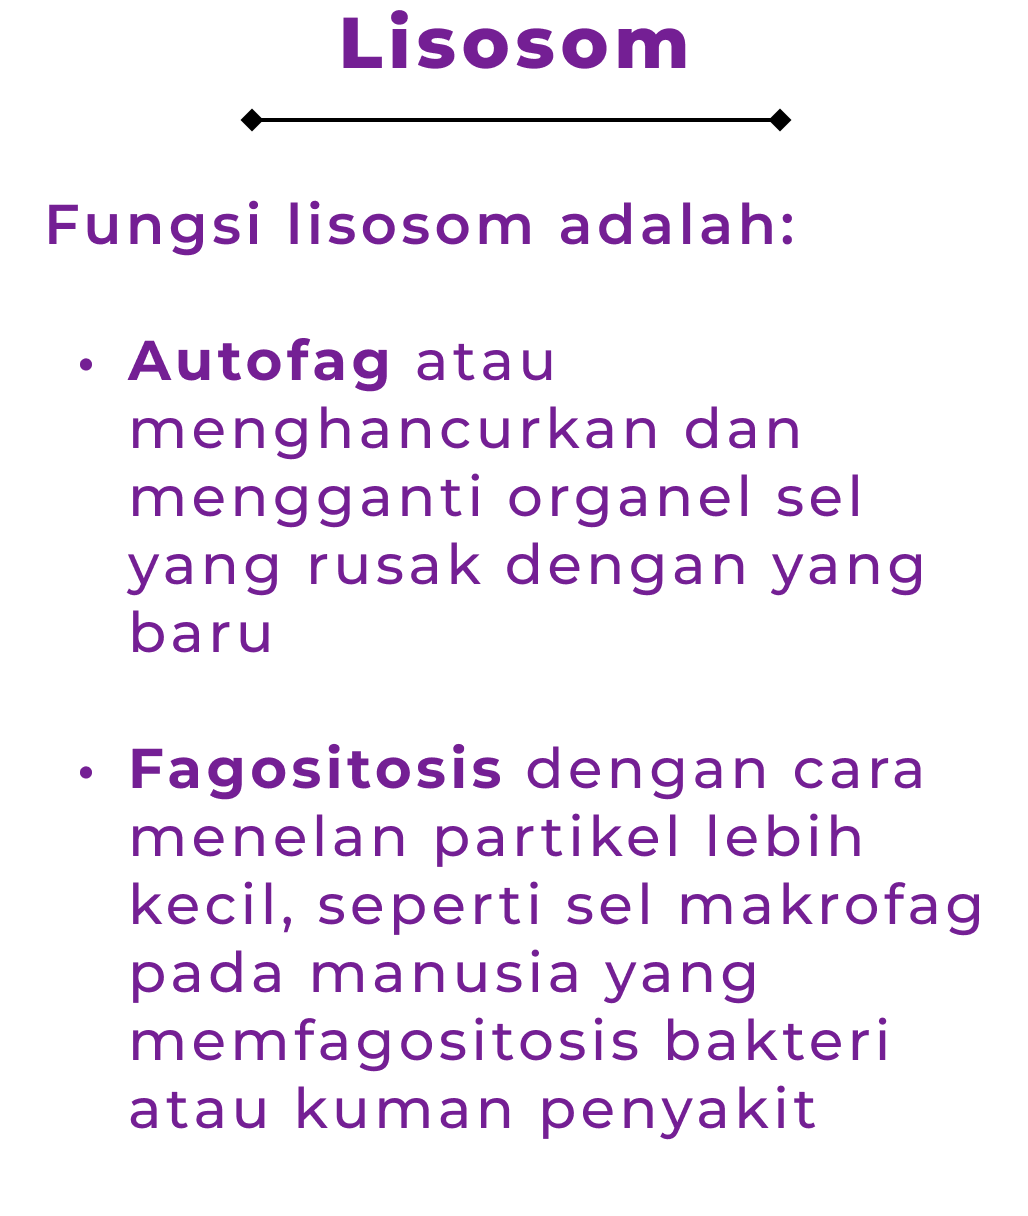 Lisosom
Fungsi lisosom adalah:
• Autofag atau
menghancurkan dan
mengganti organel sel
yang rusak dengan yang
baru
• Fagositosis dengan cara
menelan partikel lebih
kecil, seperti sel makrofag
pada manusia yang
memfagositosis bakteri
atau kuman penyakit